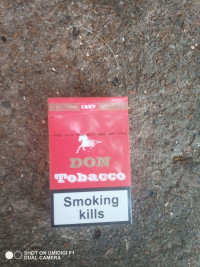 DON
Tobacco
Smoking
kills
SHOT ON UMIDIGI F1
DUAL CAMERA